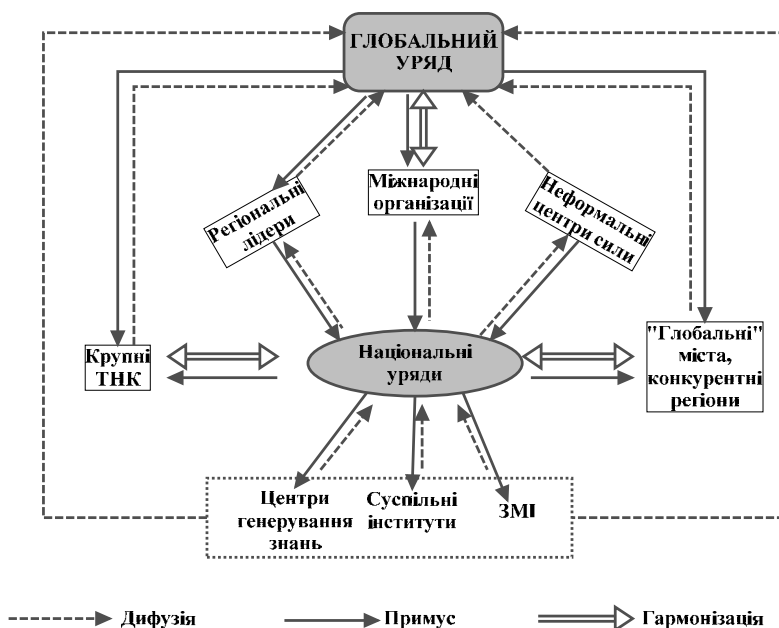 ГЛОБАЛЬНИЙ
УРЯД
Регіональні
лідери
Міжнародні
організації
Неформальні
центри сили
Крупні
ТНК
Національні
уряди
"Глобальні"
міста,
конкурентні
регіони
Центри
генерування
знань
Суспільні
інститути
ЗМІ
Дифузія
Примус
Гармонізація